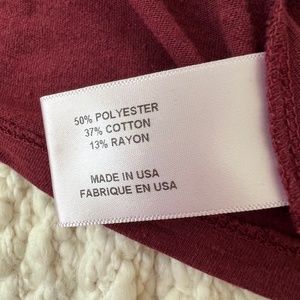 50% POLYESTER
37% COTTON
13% RAYON
MADE IN USA
FABRiQUE EN USA